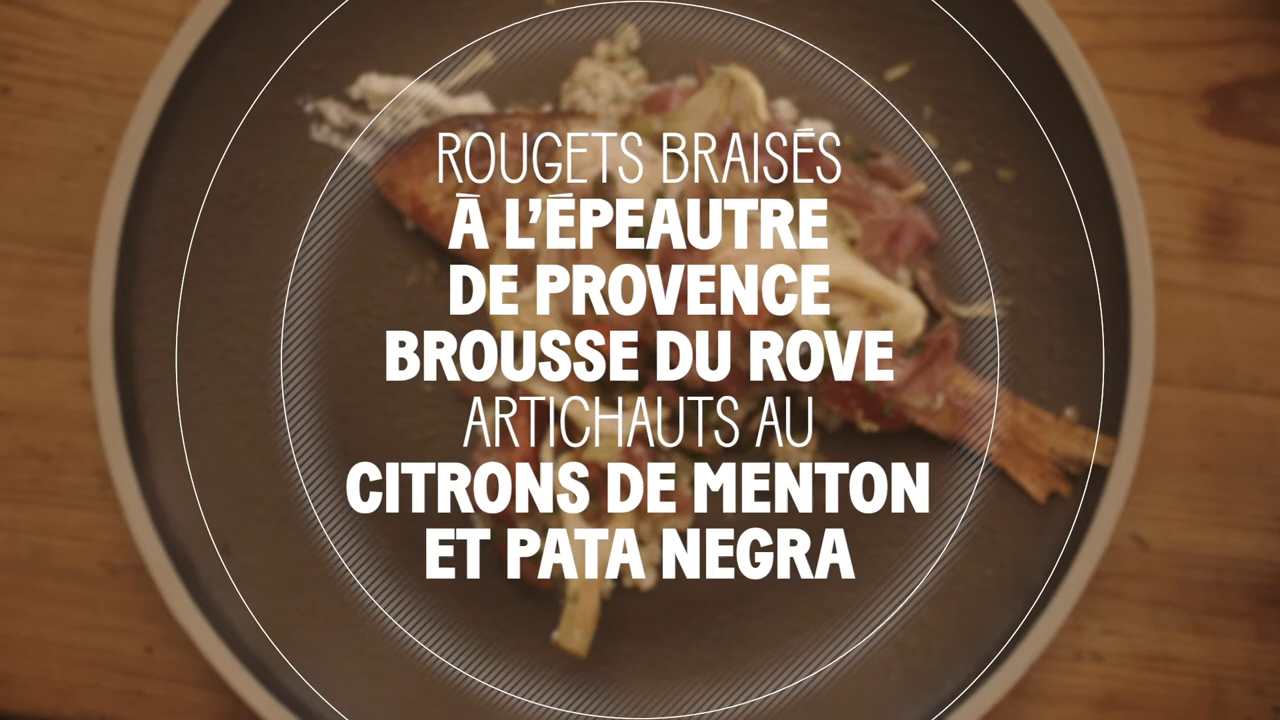 ROUGETS BRAISÉS
À L'ÉPEAUTRE
DE PROVENCE
BROUSSE DU ROVE
ARTICHAUTS AU
CITRONS DE MENTON
ET PATA NEGRA